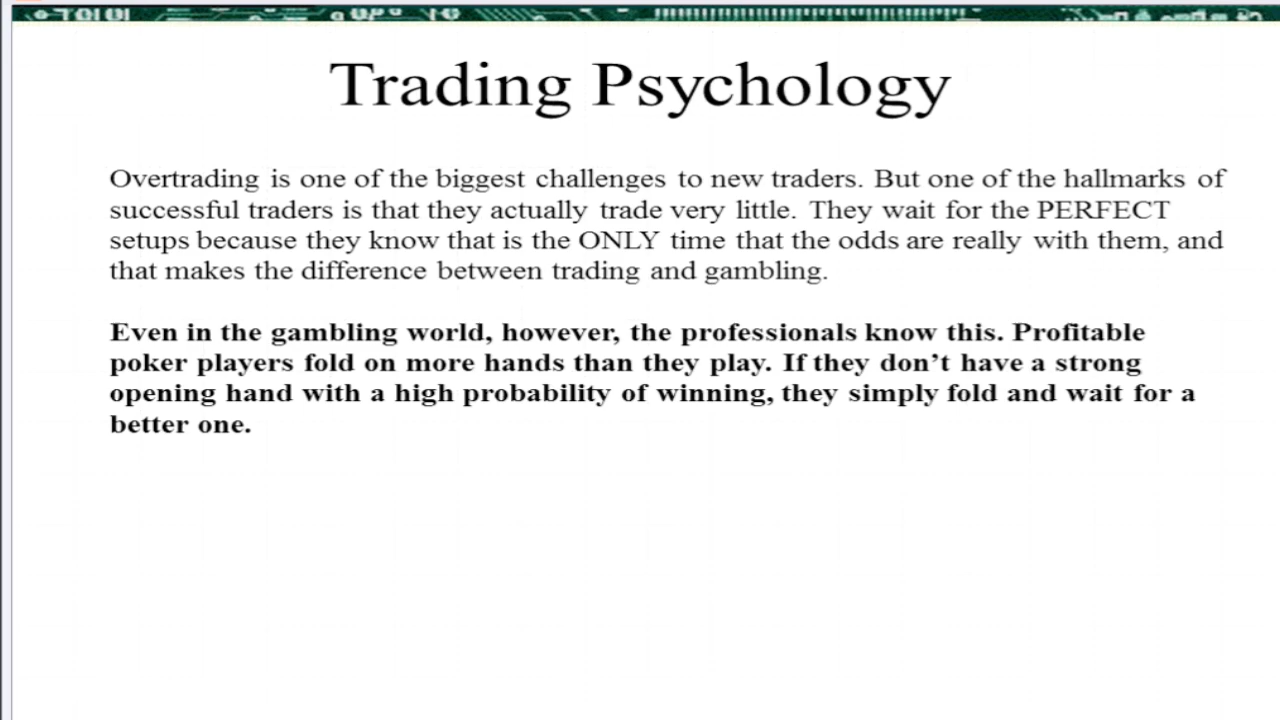 Trading Psychology
Overtrading is one of the biggest challenges to new traders. But one of the hallmarks of
successful traders is that they actually trade very little. They wait for the PERFECT
setups because they know that is the ONLY time that the odds are really with them, and
that makes the difference between trading and gambling.
Even in the gambling world, however, the professionals know this. Profitable
poker players fold on more hands than they play. If they don’t have a strong
opening hand with a high probability of winning, they simply fold and wait for a
better one.